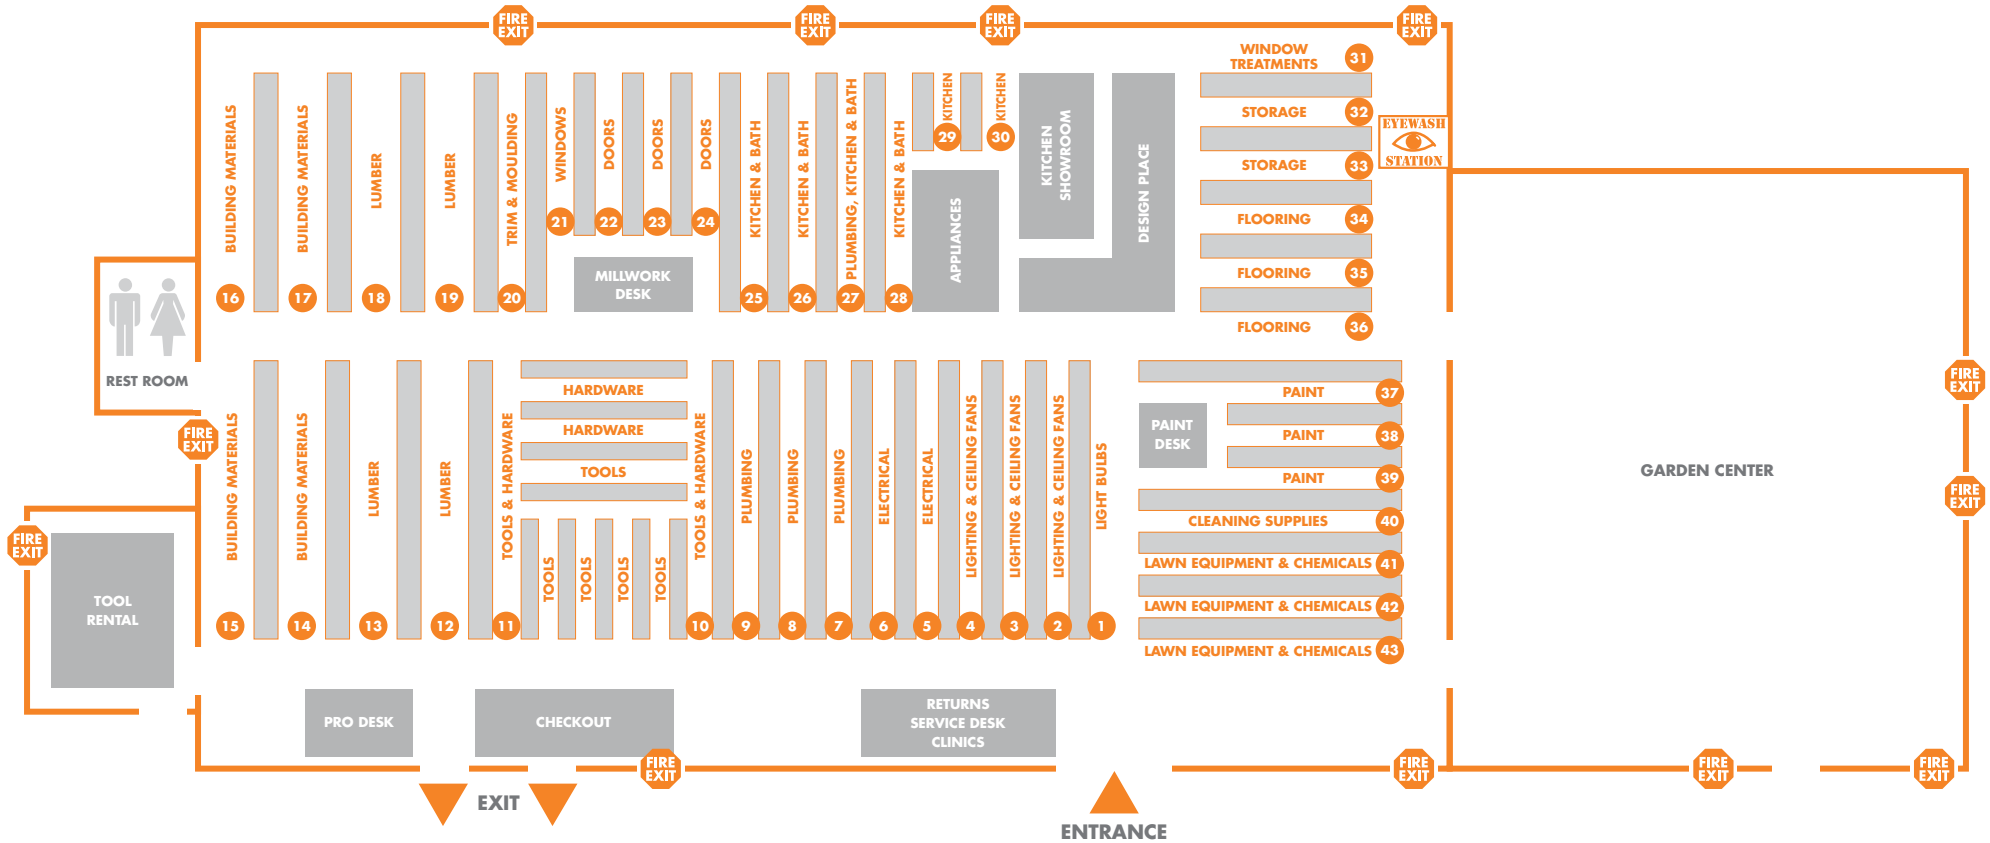 FIRE
EXIT
FIRE
EXIT
FIRE
EXIT
FIRE
EXIT
BUILDING MATERIALS
16
BUILDING MATERIALS
17
LUMBER
18
LUMBER
19
TRIM & MOULDING
20
WINDOWS
21
DOORS
22
DOORS
23
DOORS
24
MILLWORK
DESK
KITCHEN & BATH
25
KITCHEN & BATH
26
PLUMBING, KITCHEN & BATH
27
KITCHEN & BATH
28
KITCHEN
29
KITCHEN
30
APPLIANCES
KITCHEN
SHOWROOM
DESIGN PLACE
WINDOW
TREATMENTS
31
STORAGE
32
STORAGE
33
FLOORING
34
FLOORING
35
FLOORING
36
EYEWASH
STATION
REST ROOM
FIRE
EXIT
FIRE
EXIT
TOOL
RENTAL
BUILDING MATERIALS
15
BUILDING MATERIALS
14
LUMBER
13
LUMBER
12
TOOLS & HARDWARE
11
HARDWARE
HARDWARE
TOOLS
TOOLS
TOOLS
TOOLS
TOOLS
TOOLS & HARDWARE
10
PLUMBING
9
PLUMBING
8
PLUMBING
7
ELECTRICAL
6
ELECTRICAL
5
LIGHTING & CEILING FANS
4
LIGHTING & CEILING FANS
3
LIGHTING & CEILING FANS
2
LIGHT BULBS
1
PAINT
37
PAINT
DESK
PAINT
38
PAINT
39
CLEANING SUPPLIES
40
LAWN EQUIPMENT & CHEMICALS
41
LAWN EQUIPMENT & CHEMICALS
42
LAWN EQUIPMENT & CHEMICALS
43
GARDEN CENTER
FIRE
EXIT
FIRE
EXIT
PRO DESK
CHECKOUT
RETURNS
SERVICE DESK
CLINICS
FIRE
EXIT
FIRE
EXIT
FIRE
EXIT
FIRE
EXIT
EXIT
ENTRANCE